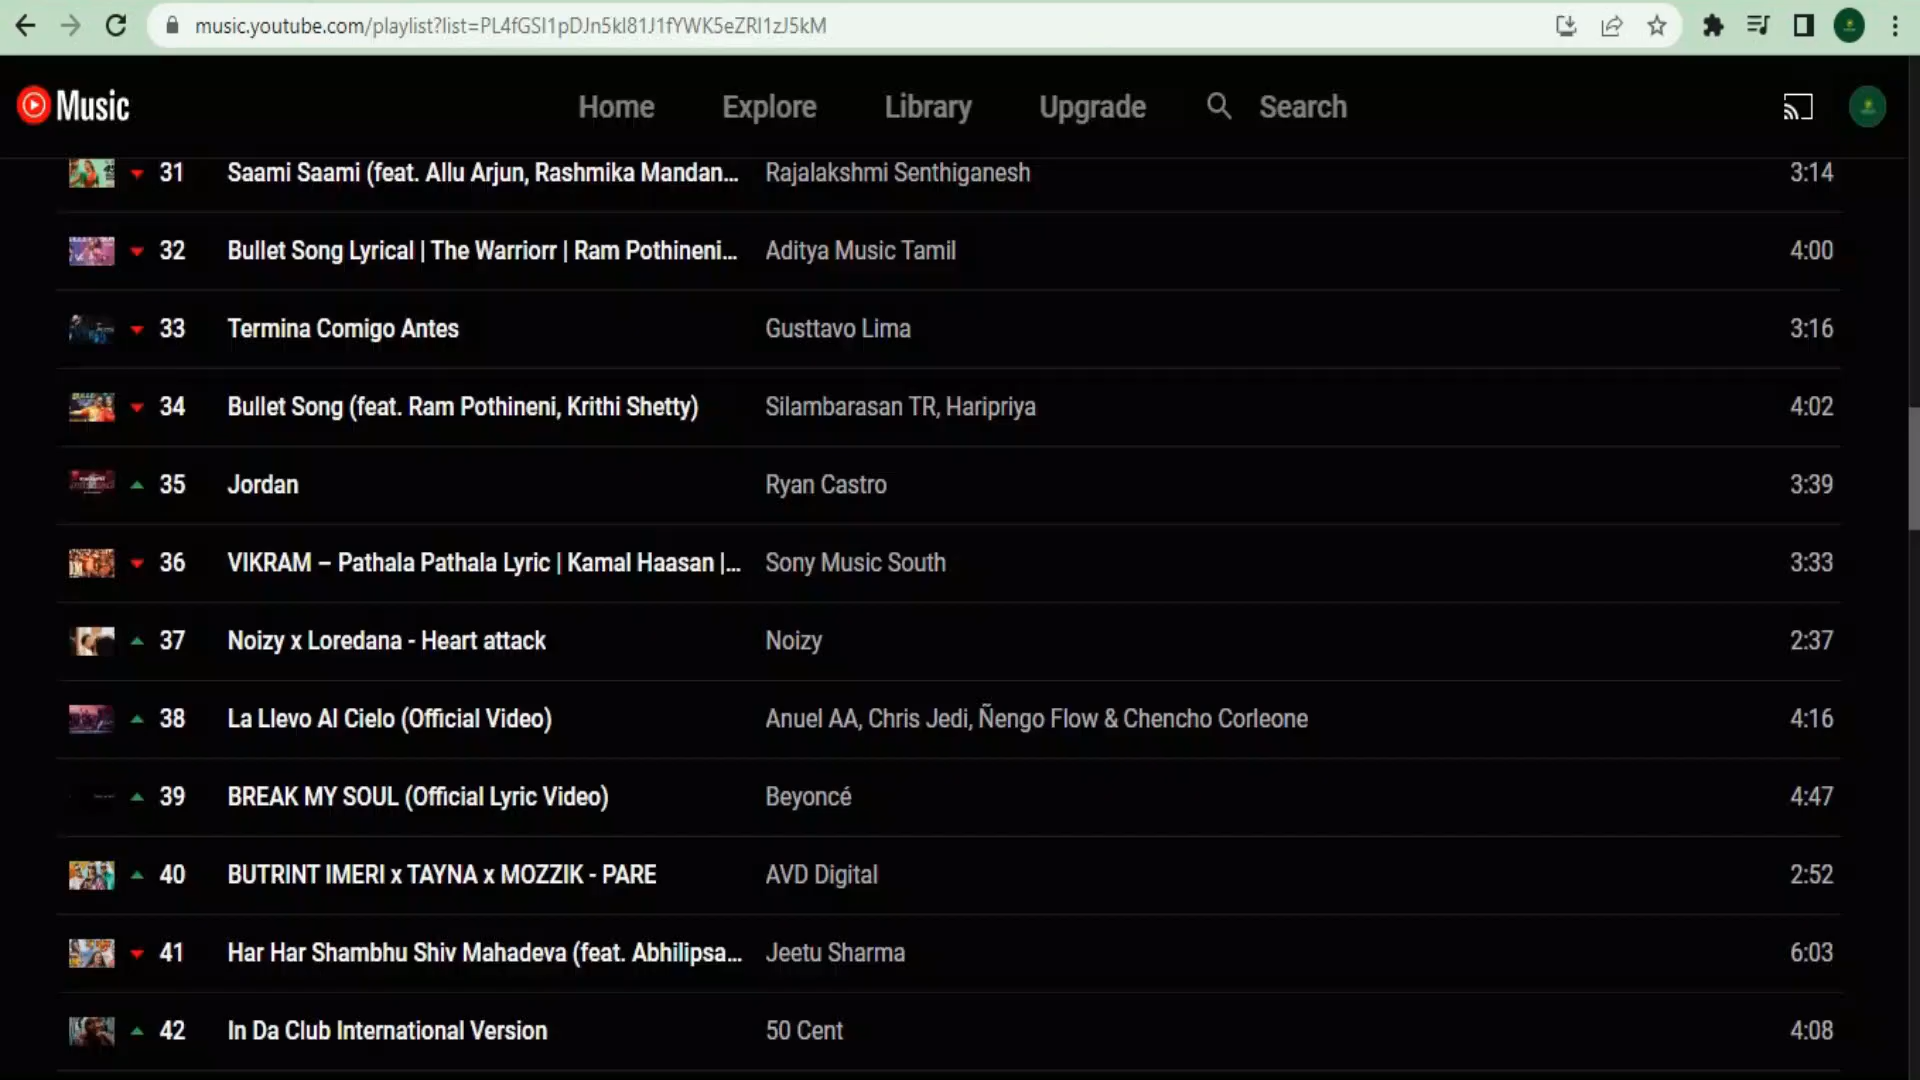 music.youtube.com/playlist?list=PL4fGSI1pDJn5kI81J1fYWK5eZRl1zJ5kM
Music Home Explore Library Upgrade Search
31 Saami Saami (feat. Allu Arjun, Rashmika Mandan... Rajalakshmi Senthiganesh 3:14
32 Bullet Song Lyrical | The Warriorr | Ram Pothineni... Aditya Music Tamil 4:00
33 Termina Comigo Antes Gusttavo Lima 3:16
34 Bullet Song (feat. Ram Pothineni, Krithi Shetty) Silambarasan TR, Haripriya 4:02
35 Jordan Ryan Castro 3:39
36 VIKRAM – Pathala Pathala Lyric | Kamal Haasan |... Sony Music South 3:33
37 Noizy x Loredana - Heart attack Noizy 2:37
38 La Llevo Al Cielo (Official Video) Anuel AA, Chris Jedi, Ñengo Flow & Chencho Corleone 4:16
39 BREAK MY SOUL (Official Lyric Video) Beyoncé 4:47
40 BUTRINT IMERI x TAYNA x MOZZIK - PARE AVD Digital 2:52
41 Har Har Shambhu Shiv Mahadeva (feat. Abhilipsa... Jeetu Sharma 6:03
42 In Da Club International Version 50 Cent 4:08